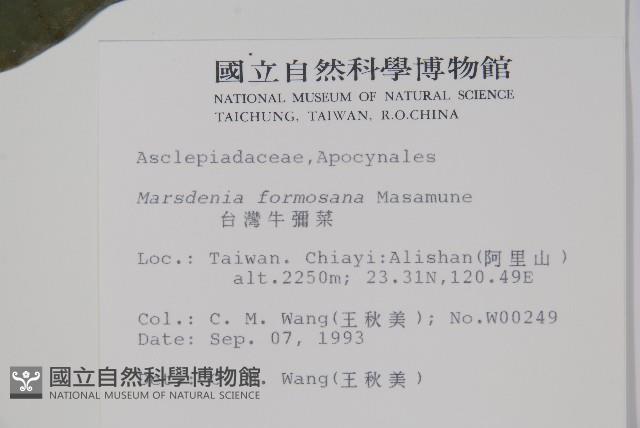 國立自然科學博物館
NATIONAL MUSEUM OF NATURAL SCIENCE
TAICHUNG, TAIWAN, R.O.CHINA
Asclepiadaceae,Apocynales
Marsdenia formosana Masamune
台灣牛彌菜
Loc.: Taiwan. Chiayi:Alishan(阿里山)
alt.2250m; 23.31N,120.49E
Col.: C. M. Wang(王秋美); No.W00249
Date: Sep. 07, 1993
Wang(王秋美)
國立自然科學博物館
NATIONAL MUSEUM OF NATURAL SCIENCE